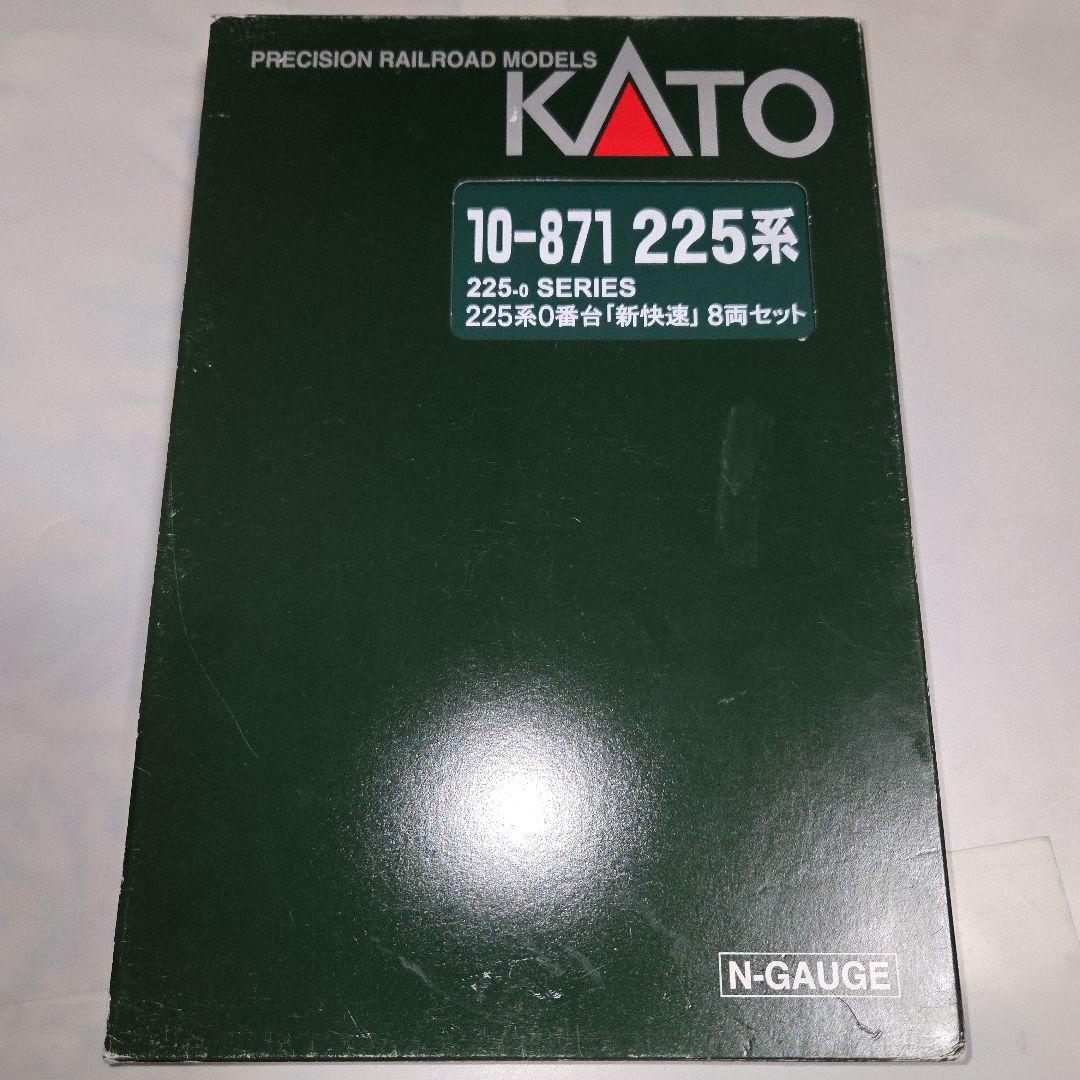 PRECISION RAILROAD MODELS
KATO
10-871 225系
225-0 SERIES
225系0番台「新快速」8両セット
N-GAUGE